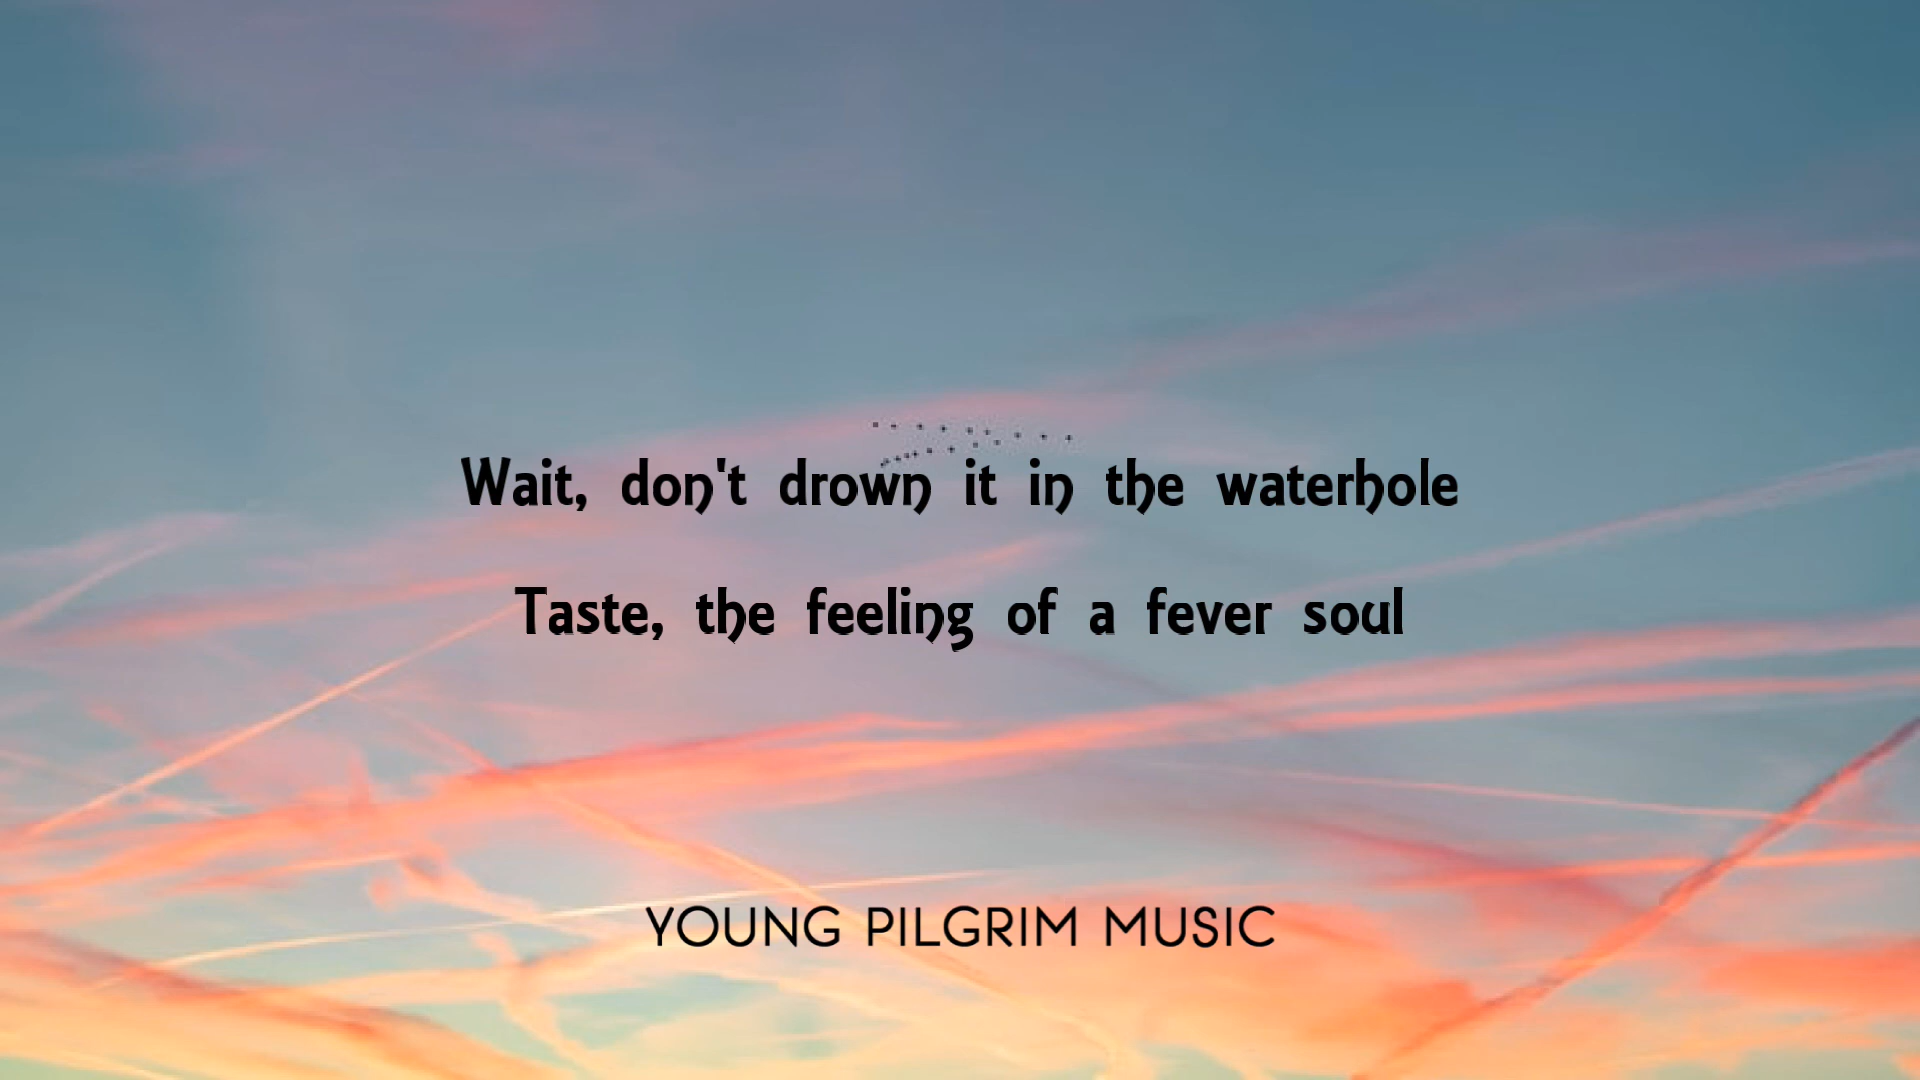 Wait, don't drown it in the waterhole
Taste, the feeling of a fever soul
YOUNG PILGRIM MUSIC